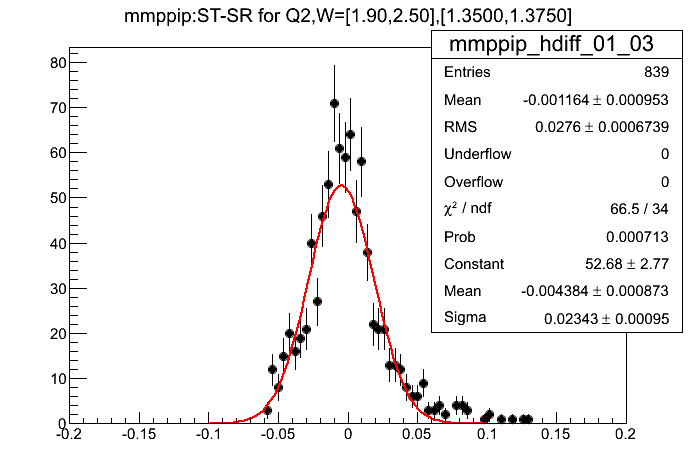 mmppip:ST-SR for Q2,W=[1.90,2.50],[1.3500,1.3750]
mmppip_hdiff_01_03
Entries 839
Mean -0.001164 ± 0.000953
RMS 0.0276 ± 0.0006739
Underflow 0
Overflow 0
χ² / ndf 66.5 / 34
Prob 0.000713
Constant 52.68 ± 2.77
Mean -0.004384 ± 0.000873
Sigma 0.02343 ± 0.00095
80
70
60
50
40
30
20
10
0
-0.2 -0.15 -0.1 -0.05 0 0.05 0.1 0.15 0.2